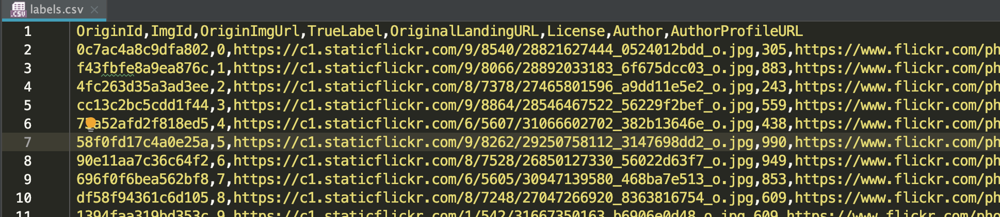 labels.csv
1 OriginId,ImgId,OriginImgUrl,TrueLabel,OriginalLandingURL,License,Author,AuthorProfileURL
2 0c7ac4a8c9dfa802,0,https://c1.staticflickr.com/9/8540/28821627444_0524012bdd_o.jpg,305,https://www.flickr.com/ph
3 f43fbfe8a9ea876c,1,https://c1.staticflickr.com/9/8066/28892033183_6f675dcc03_o.jpg,883,https://www.flickr.com/ph
4 4fc263d35a3ad3ee,2,https://c1.staticflickr.com/8/7378/27465801596_a9dd11e5e2_o.jpg,243,https://www.flickr.com/ph
5 cc13c2bc5cdd1f44,3,https://c1.staticflickr.com/9/8864/28546467522_56229f2bef_o.jpg,559,https://www.flickr.com/ph
6 ,4,https://c1.staticflickr.com/6/5607/31066602702_382b13646e_o.jpg,438,https://www.flickr.com/ph
7 58f0fd17c4a0e25a,5,https://c1.staticflickr.com/9/8262/29250758112_3147698dd2_o.jpg,990,https://www.flickr.com/ph
8 90e11aa7c36c64f2,6,https://c1.staticflickr.com/8/7528/26850127330_56022d63f7_o.jpg,949,https://www.flickr.com/ph
9 696f0f6bea562bf8,7,https://c1.staticflickr.com/6/5605/30947139580_468ba7e513_o.jpg,853,https://www.flickr.com/ph
10 df58f94361c6d105,8,https://c1.staticflickr.com/8/7248/27047266920_8363816754_o.jpg,609,https://www.flickr.com/ph
11 1394faa319bd353c,9,https://c1.staticflickr.com/1/542/31667350163_b6906e0d48_o.jpg,609,https://www.flickr.com/pho